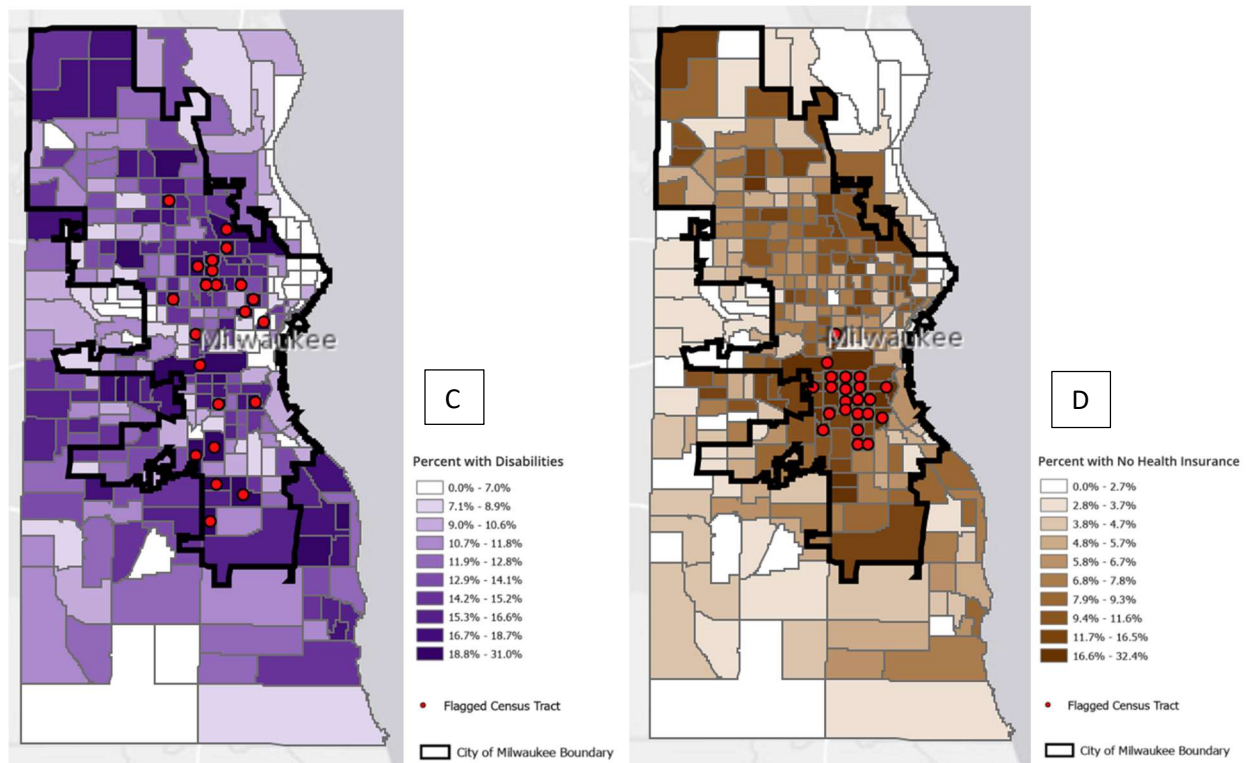 Milwaukee
C
Percent with Disabilities
0.0% - 7.0%
7.1% - 8.9%
9.0% - 10.6%
10.7% - 11.8%
11.9% - 12.8%
12.9% - 14.1%
14.2% - 15.2%
15.3% - 16.6%
16.7% - 18.7%
18.8% - 31.0%
Flagged Census Tract
City of Milwaukee Boundary
Milwaukee
D
Percent with No Health Insurance
0.0% - 2.7%
2.8% - 3.7%
3.8% - 4.7%
4.8% - 5.7%
5.8% - 6.7%
6.8% - 7.8%
7.9% - 9.3%
9.4% - 11.6%
11.7% - 16.5%
16.6% - 32.4%
Flagged Census Tract
City of Milwaukee Boundary